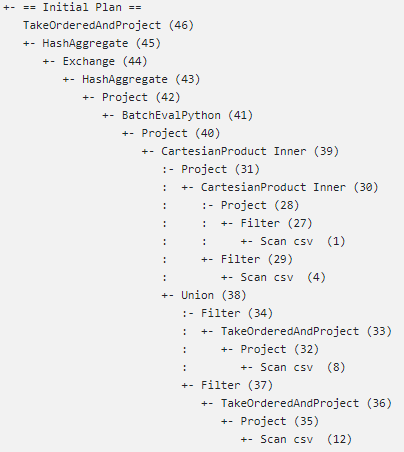 +- == Initial Plan ==
   TakeOrderedAndProject (46)
   +- HashAggregate (45)
      +- Exchange (44)
         +- HashAggregate (43)
            +- Project (42)
               +- BatchEvalPython (41)
                  +- Project (40)
                     +- CartesianProduct Inner (39)
                        :- Project (31)
                        :  +- CartesianProduct Inner (30)
                        :     :- Project (28)
                        :     :  +- Filter (27)
                        :     :     +- Scan csv  (1)
                        :     +- Filter (29)
                        :        +- Scan csv  (4)
                        +- Union (38)
                           :- Filter (34)
                           :  +- TakeOrderedAndProject (33)
                           :     +- Project (32)
                           :        +- Scan csv  (8)
                           +- Filter (37)
                              +- TakeOrderedAndProject (36)
                                 +- Project (35)
                                    +- Scan csv  (12)